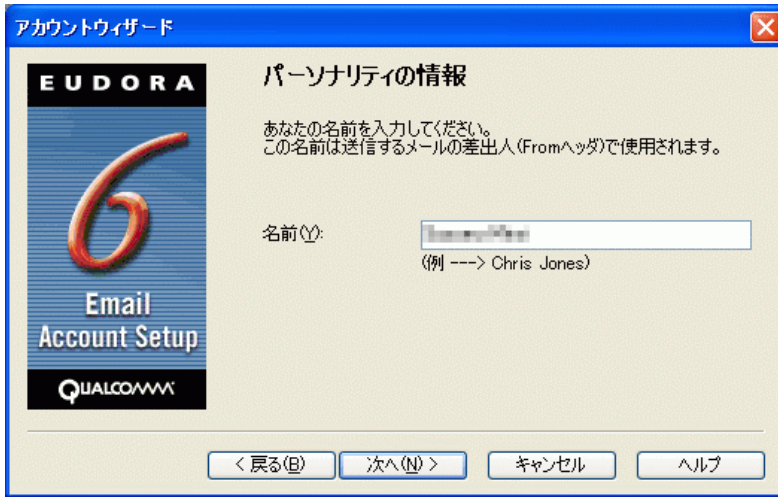 アカウントウィザード
EUDORA
6
Email
Account Setup
QUALCOMM
パーソナリティの情報
あなたの名前を入力してください。
この名前は送信するメールの差出人(Fromヘッダ)で使用されます。
名前(Y):
(例 ---> Chris Jones)
< 戻る(B)
次へ(N) >
キャンセル
ヘルプ